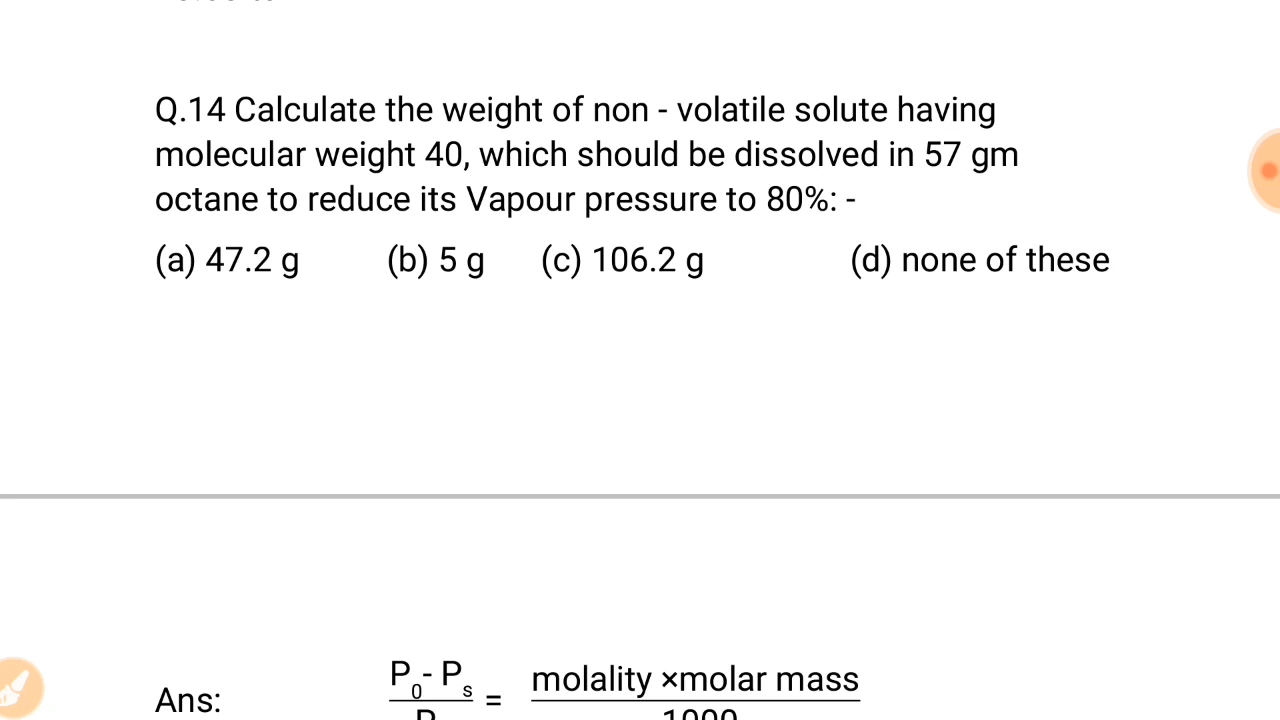 Q.14 Calculate the weight of non - volatile solute having
molecular weight 40, which should be dissolved in 57 gm
octane to reduce its Vapour pressure to 80%: -
(a) 47.2 g (b) 5 g (c) 106.2 g (d) none of these
Ans: P₀- Pₛ = molality ×molar mass
P 1000